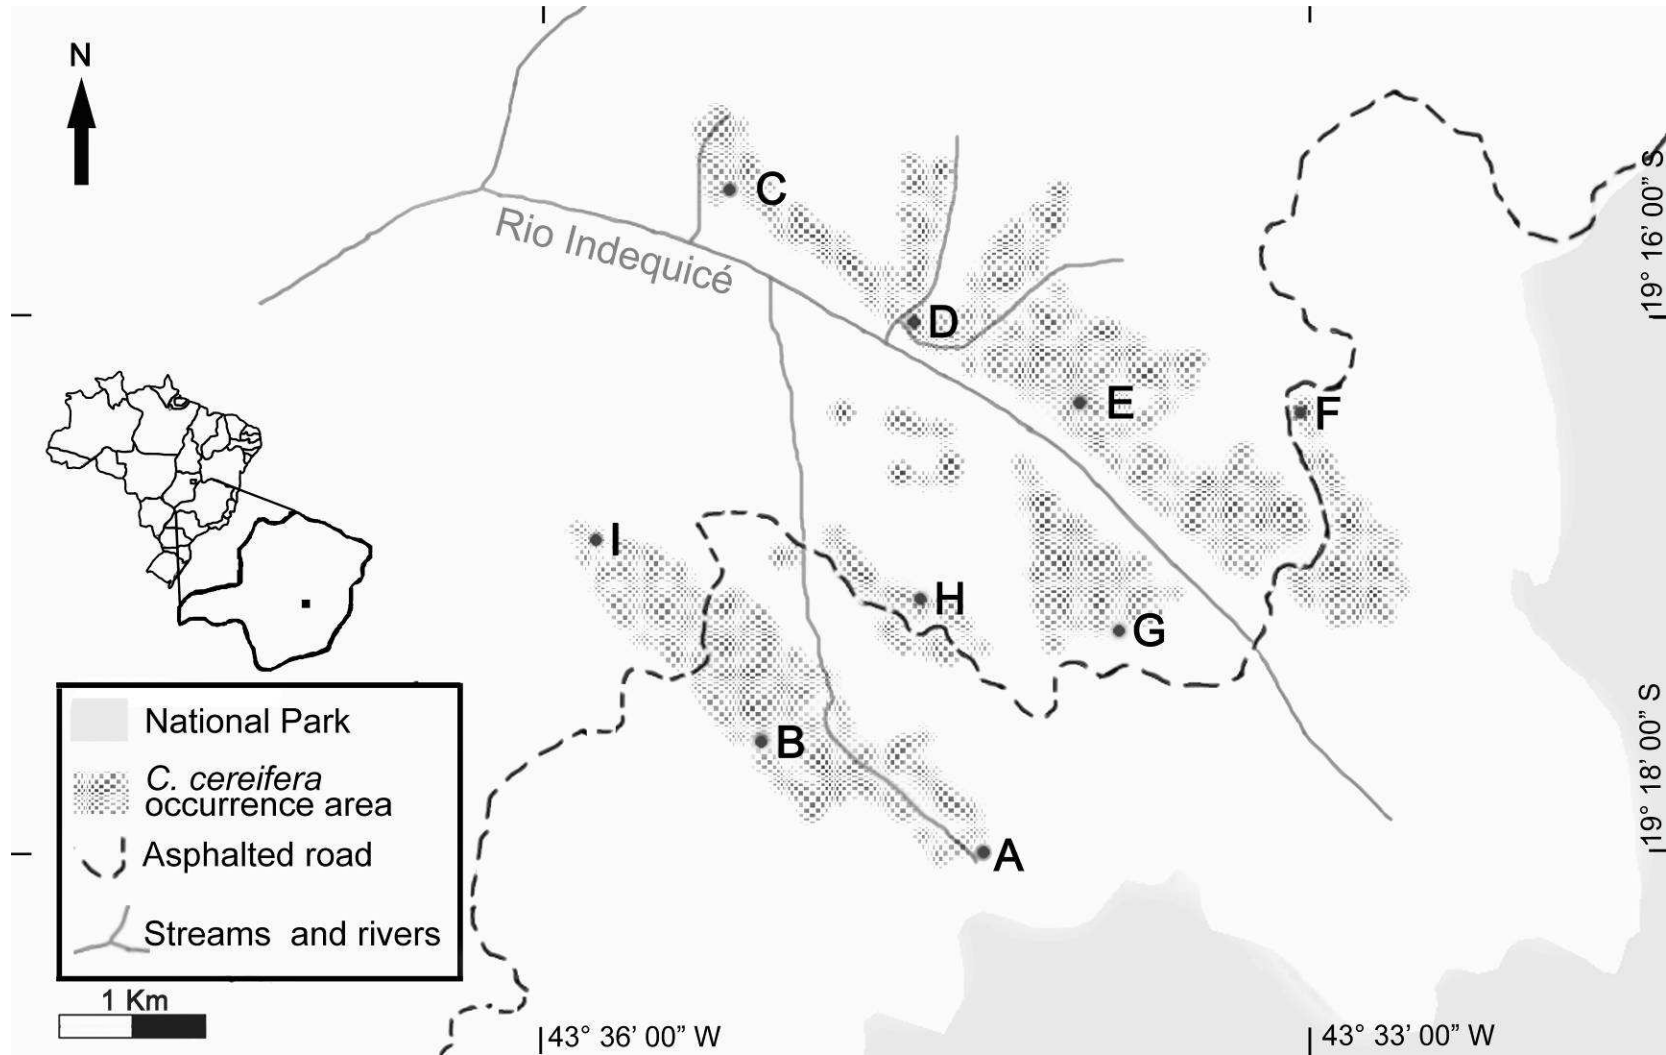 N
C
Rio Indequicé
19° 16’ 00” S
D
E
F
I
H
G
B
A
19° 18’ 00” S
National Park
C. cereifera
occurrence area
Asphalted road
Streams and rivers
1 Km
43° 36’ 00” W
43° 33’ 00” W